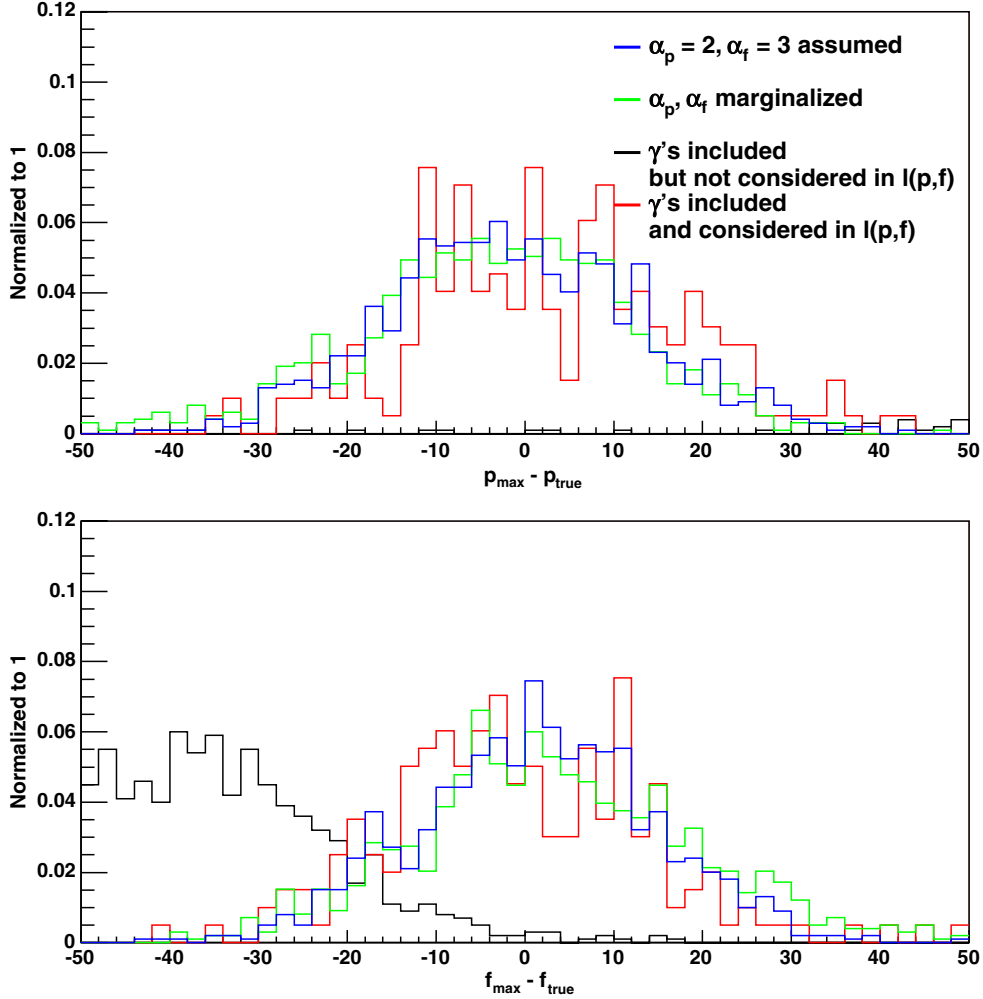 0.12
0.1
0.08
0.06
0.04
0.02
0
Normalized to 1
αp = 2, αf = 3 assumed
αp, αf marginalized
γ's included
but not considered in l(p,f)
γ's included
and considered in l(p,f)
-50 -40 -30 -20 -10 0 10 20 30 40 50
pmax - ptrue
0.12
0.1
0.08
0.06
0.04
0.02
0
Normalized to 1
-50 -40 -30 -20 -10 0 10 20 30 40 50
fmax - ftrue